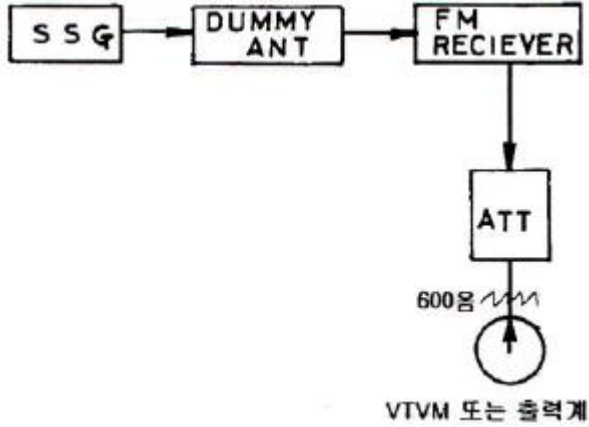 SSG
DUMMY
ANT
FM
RECIEVER
ATT
600옴
VTVM 또는 출력계